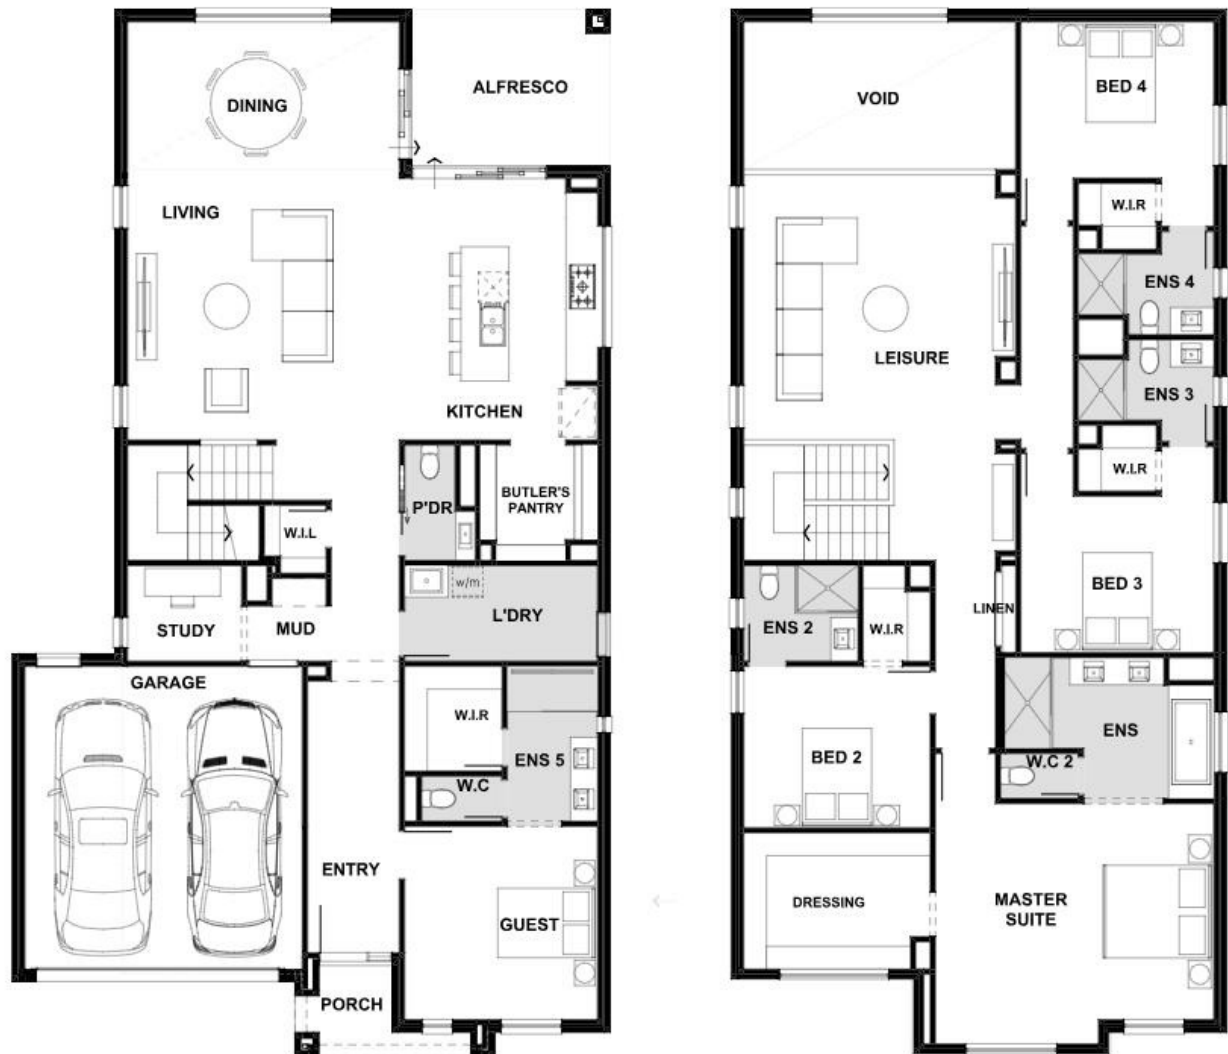 DINING
ALFRESCO
LIVING
KITCHEN
P'DR
BUTLER'S
PANTRY
W.I.L
w/m
L'DRY
STUDY
MUD
GARAGE
W.I.R
ENS 5
W.C
ENTRY
GUEST
PORCH
VOID
BED 4
W.I.R
ENS 4
LEISURE
ENS 3
W.I.R
BED 3
LINEN
ENS 2
W.I.R
ENS
BED 2
W.C 2
DRESSING
MASTER
SUITE